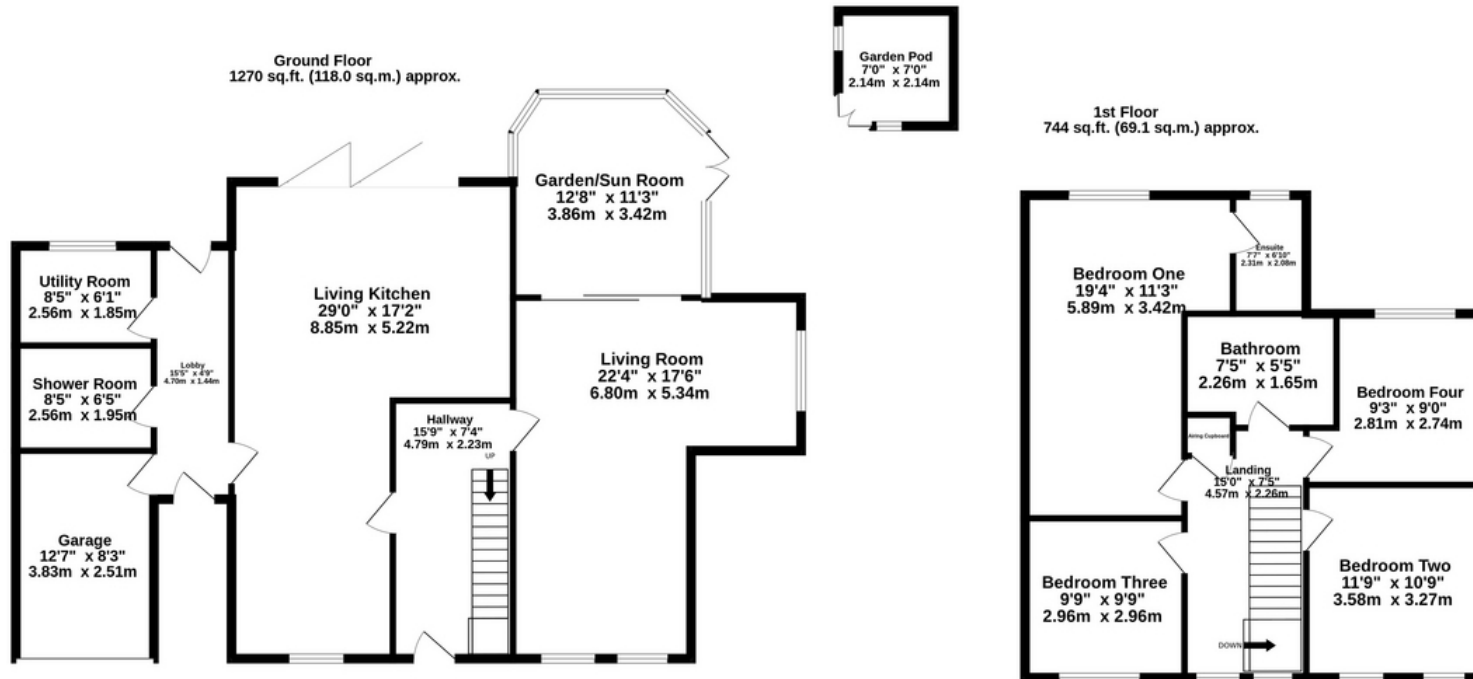 Ground Floor
1270 sq.ft. (118.0 sq.m.) approx.
Garden Pod
7'0" x 7'0"
2.14m x 2.14m
1st Floor
744 sq.ft. (69.1 sq.m.) approx.
Garden/Sun Room
12'8" x 11'3"
3.86m x 3.42m
Utility Room
8'5" x 6'1"
2.56m x 1.85m
Living Kitchen
29'0" x 17'2"
8.85m x 5.22m
Lobby
15'5" x 4'9"
4.70m x 1.44m
Shower Room
8'5" x 6'5"
2.56m x 1.95m
Living Room
22'4" x 17'6"
6.80m x 5.34m
Hallway
15'9" x 7'4"
4.79m x 2.23m
UP
Garage
12'7" x 8'3"
3.83m x 2.51m
Ensuite
7'7" x 6'10"
2.31m x 2.08m
Bedroom One
19'4" x 11'3"
5.89m x 3.42m
Bathroom
7'5" x 5'5"
2.26m x 1.65m
Bedroom Four
9'3" x 9'0"
2.81m x 2.74m
Airing Cupboard
Landing
15'0" x 7'5"
4.57m x 2.26m
Bedroom Three
9'9" x 9'9"
2.96m x 2.96m
Bedroom Two
11'9" x 10'9"
3.58m x 3.27m
DOWN